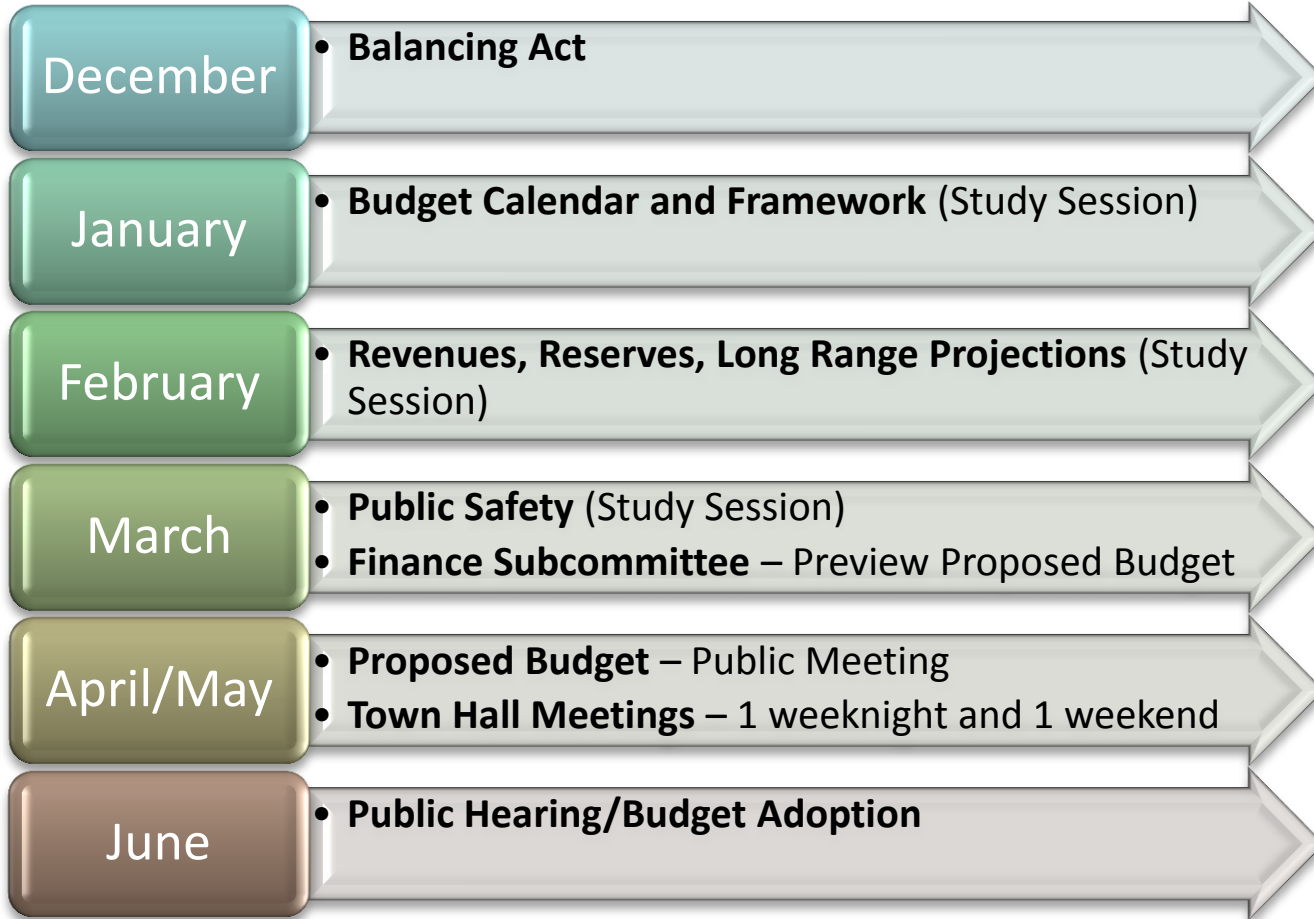 December
• Balancing Act
January
• Budget Calendar and Framework (Study Session)
February
• Revenues, Reserves, Long Range Projections (Study
Session)
March
• Public Safety (Study Session)
• Finance Subcommittee – Preview Proposed Budget
April/May
• Proposed Budget – Public Meeting
• Town Hall Meetings – 1 weeknight and 1 weekend
June
• Public Hearing/Budget Adoption